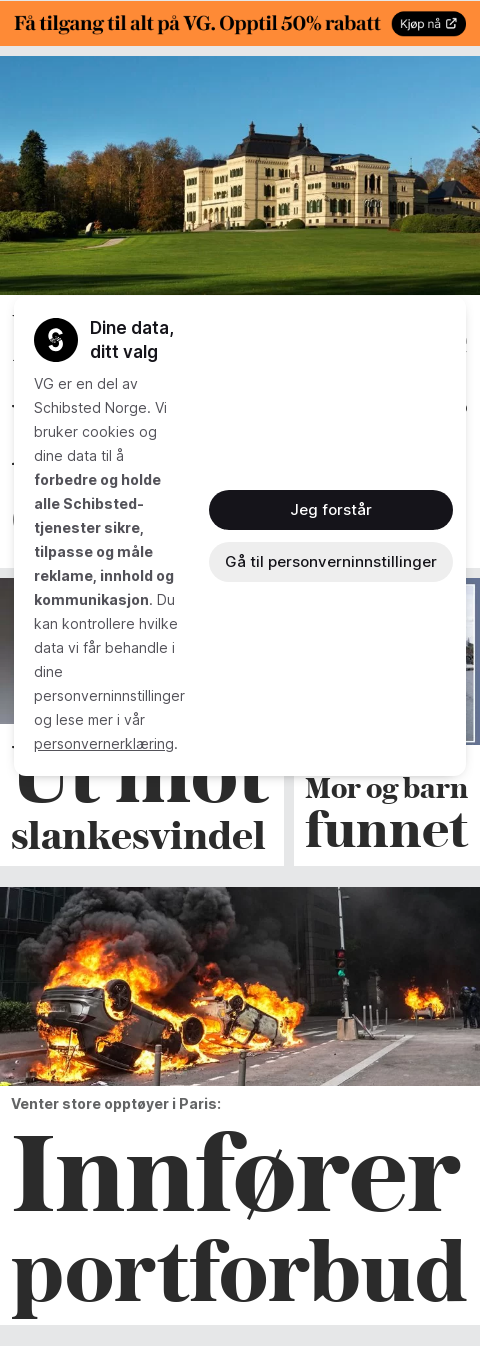 Få tilgang til alt på VG. Opptil 50% rabatt
Kjøp nå
Dine data,
ditt valg
VG er en del av
Schibsted Norge. Vi
bruker cookies og
dine data til å
forbedre og holde
alle Schibsted-
tjenester sikre,
tilpasse og måle
reklame, innhold og
kommunikasjon. Du
kan kontrollere hvilke
data vi får behandle i
dine
personverninnstillinger
og lese mer i vår
personvernerklæring.
Jeg forstår
Gå til personverninnstillinger
Ut mot
slankesvindel
Mor og barn
funnet
Venter store opptøyer i Paris:
Innfører
portforbud